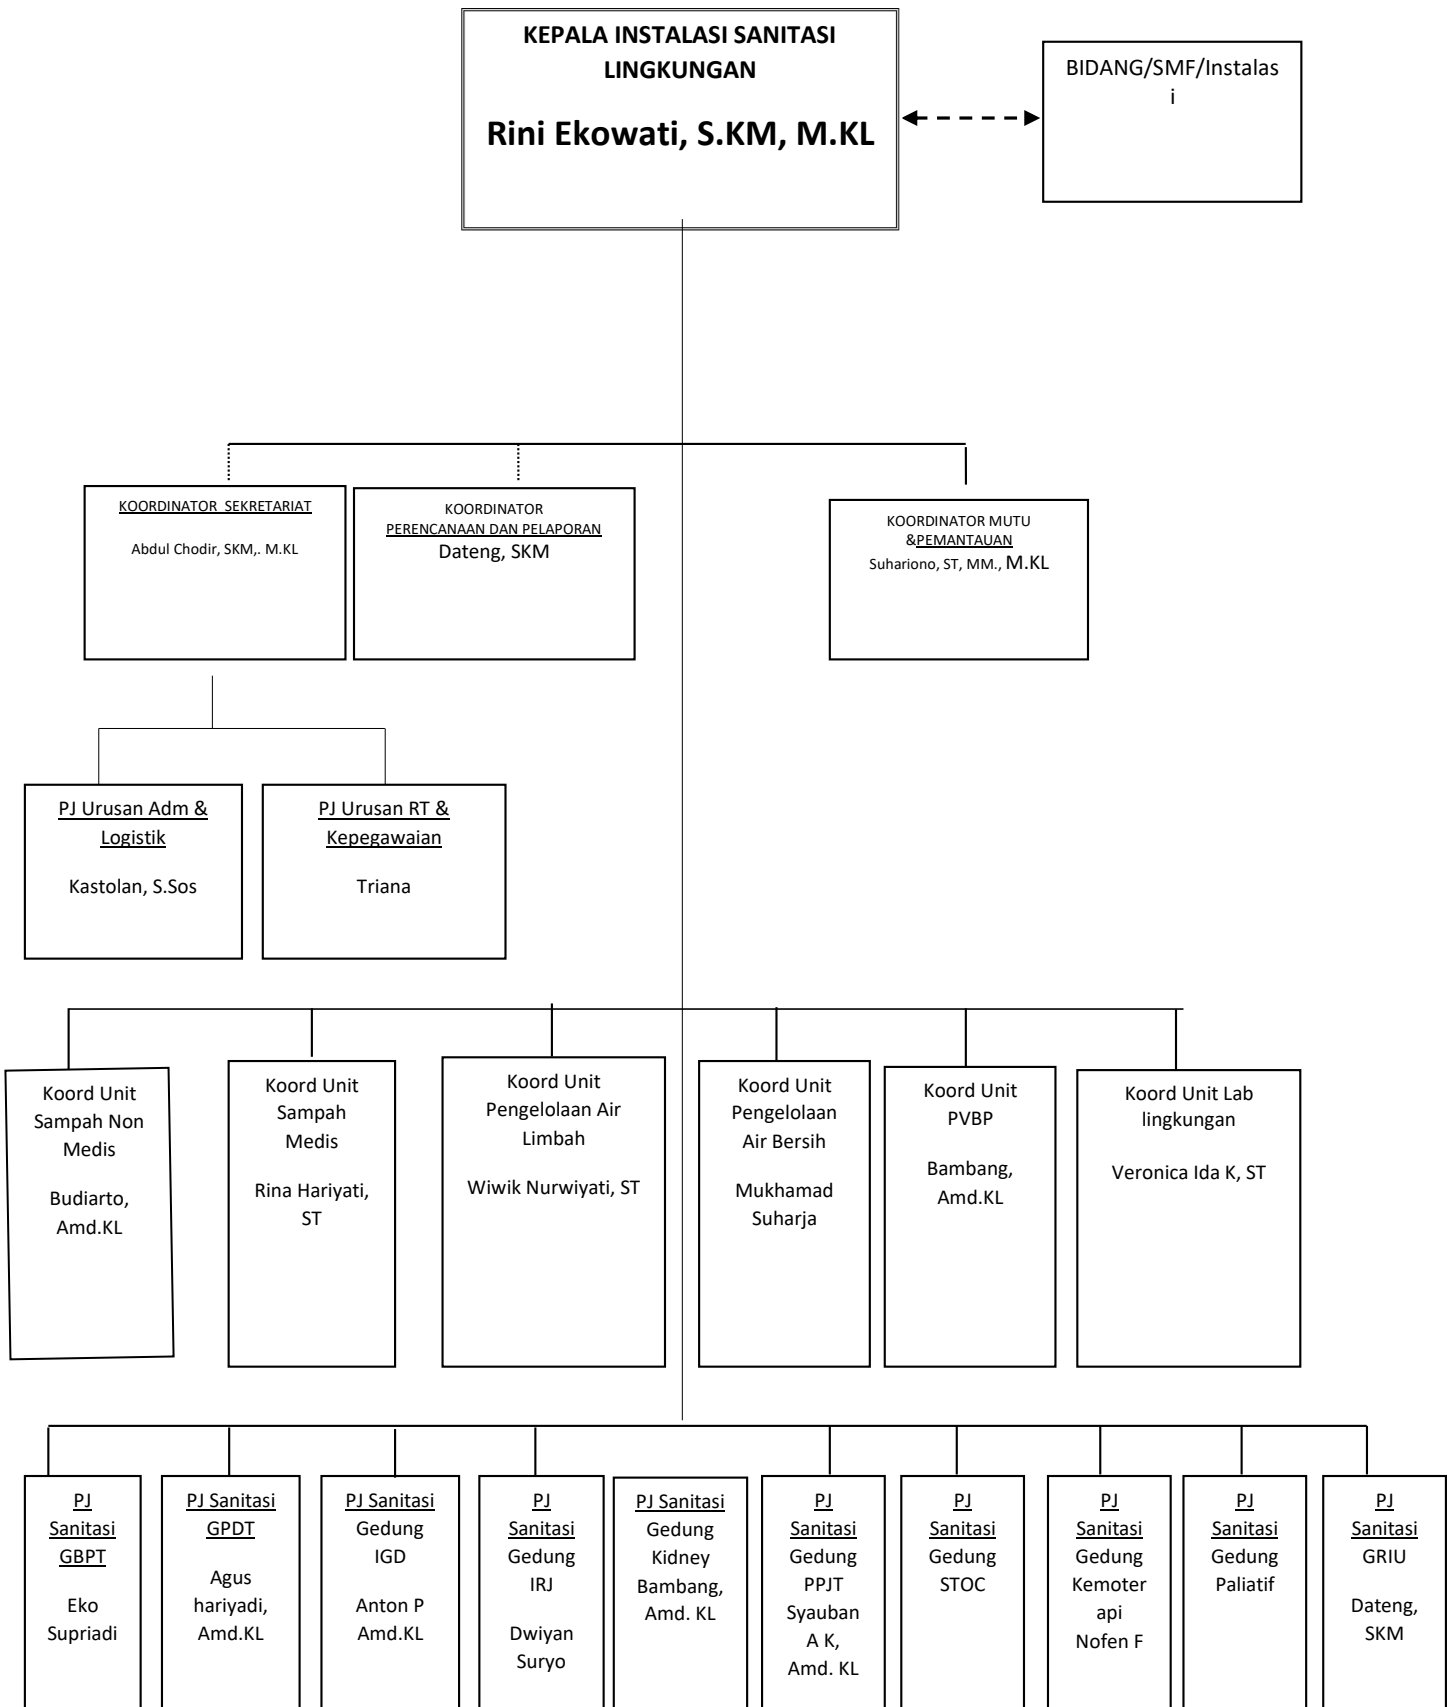 KEPALA INSTALASI SANITASI
LINGKUNGAN
Rini Ekowati, S.KM, M.KL
BIDANG/SMF/Instalas
i
KOORDINATOR SEKRETARIAT
Abdul Chodir, SKM,. M.KL
KOORDINATOR
PERENCANAAN DAN PELAPORAN
Dateng, SKM
KOORDINATOR MUTU
&PEMANTAUAN
Suhariono, ST, MM., M.KL
PJ Urusan Adm &
Logistik
Kastolan, S.Sos
PJ Urusan RT &
Kepegawaian
Triana
Koord Unit
Sampah Non
Medis
Budiarto,
Amd.KL
Koord Unit
Sampah
Medis
Rina Hariyati,
ST
Koord Unit
Pengelolaan Air
Limbah
Wiwik Nurwiyati, ST
Koord Unit
Pengelolaan
Air Bersih
Mukhamad
Suharja
Koord Unit
PVBP
Bambang,
Amd.KL
Koord Unit Lab
lingkungan
Veronica Ida K, ST
PJ
Sanitasi
GBPT
Eko
Supriadi
PJ Sanitasi
GPDT
Agus
hariyadi,
Amd.KL
PJ Sanitasi
Gedung
IGD
Anton P
Amd.KL
PJ
Sanitasi
Gedung
IRJ
Dwiyan
Suryo
PJ Sanitasi
Gedung
Kidney
Bambang,
Amd. KL
PJ
Sanitasi
Gedung
PPJT
Syauban
A K,
Amd. KL
PJ
Sanitasi
Gedung
STOC
PJ
Sanitasi
Gedung
Kemoter
api
Nofen F
PJ
Sanitasi
Gedung
Paliatif
PJ
Sanitasi
GRIU
Dateng,
SKM